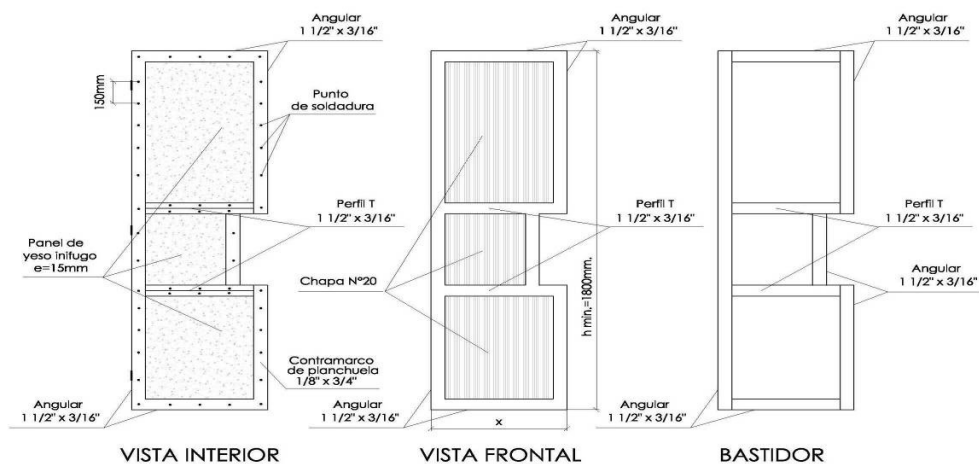 Angular
1 1/2" x 3/16"
150mm
Punto
de soldadura
Perfil T
1 1/2" x 3/16"
Panel de
yeso inifugo
e=15mm
Contramarco
de planchuela
1/8" x 3/4"
Angular
1 1/2" x 3/16"
VISTA INTERIOR
Angular
1 1/2" x 3/16"
Perfil T
1 1/2" x 3/16"
Chapa N°20
h min.=1800mm.
Angular
1 1/2" x 3/16"
x
VISTA FRONTAL
Angular
1 1/2" x 3/16"
Perfil T
1 1/2" x 3/16"
Angular
1 1/2" x 3/16"
Angular
1 1/2" x 3/16"
BASTIDOR